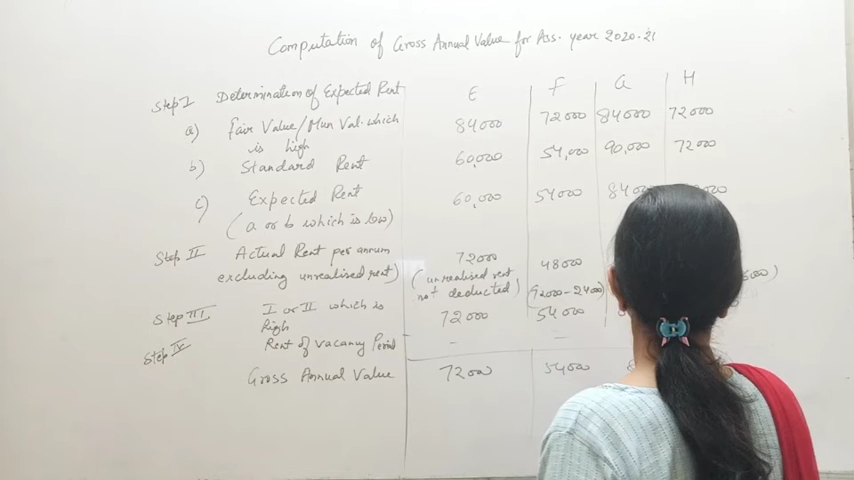 Computation of Gross Annual Value for Ass. year 2020-21
E F G H
Step I Determination of Expected Rent
a) Fair Value/Mun Val. which is high 84000 72000 84000 72000
b) Standard Rent 60,000 54,000 90,000 72000
c) Expected Rent 60,000 54000 840
(a or b which is low)
Step II Actual Rent per annum 72000 48000
excluding unrealised rent) (unrealised rent not deducted) (72000-2400)
Step III I or II which is high 72000 54000
Step IV Rent of vacancy Period - -
Gross Annual Value 72000 54000